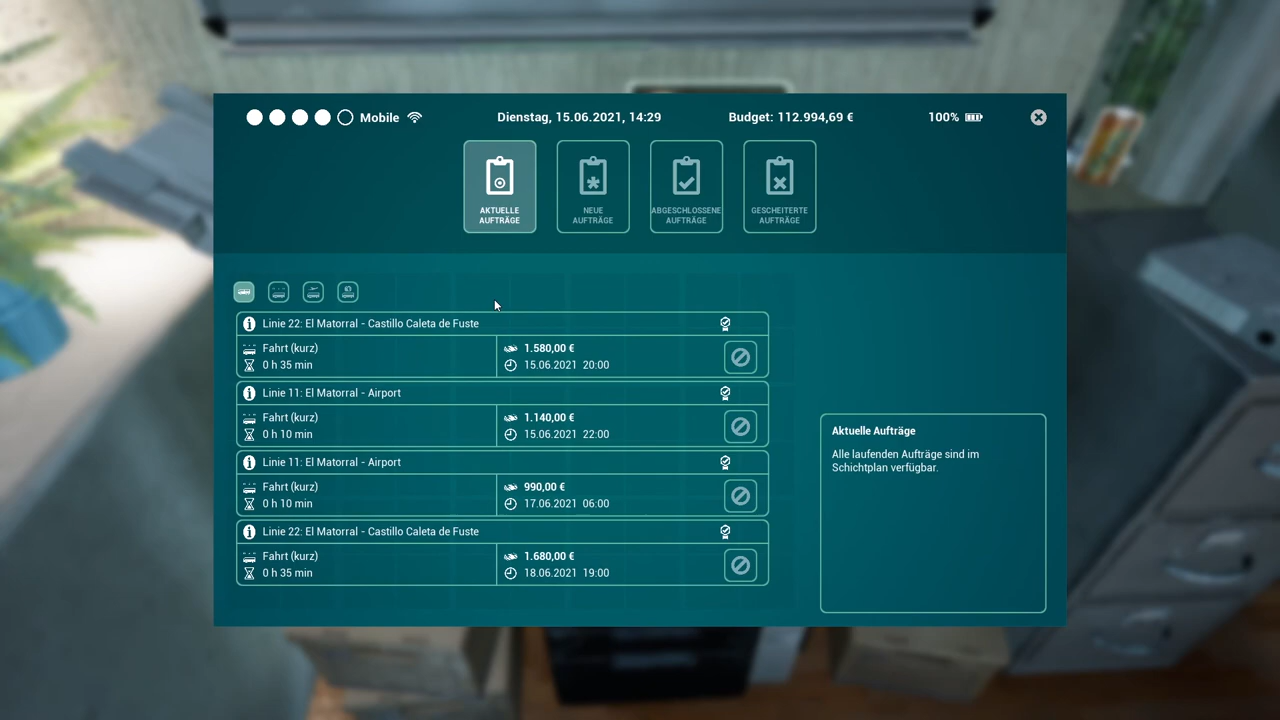 Mobile
Dienstag, 15.06.2021, 14:29
Budget: 112.994,69 €
100%
AKTUELLE
AUFTRÄGE
NEUE
AUFTRÄGE
ABGESCHLOSSENE
AUFTRÄGE
GESCHEITERTE
AUFTRÄGE
Linie 22: El Matorral - Castillo Caleta de Fuste
Fahrt (kurz)
1.580,00 €
0 h 35 min
15.06.2021 20:00
Linie 11: El Matorral - Airport
Fahrt (kurz)
1.140,00 €
0 h 10 min
15.06.2021 22:00
Linie 11: El Matorral - Airport
Fahrt (kurz)
990,00 €
0 h 10 min
17.06.2021 06:00
Linie 22: El Matorral - Castillo Caleta de Fuste
Fahrt (kurz)
1.680,00 €
0 h 35 min
18.06.2021 19:00
Aktuelle Aufträge
Alle laufenden Aufträge sind im
Schichtplan verfügbar.